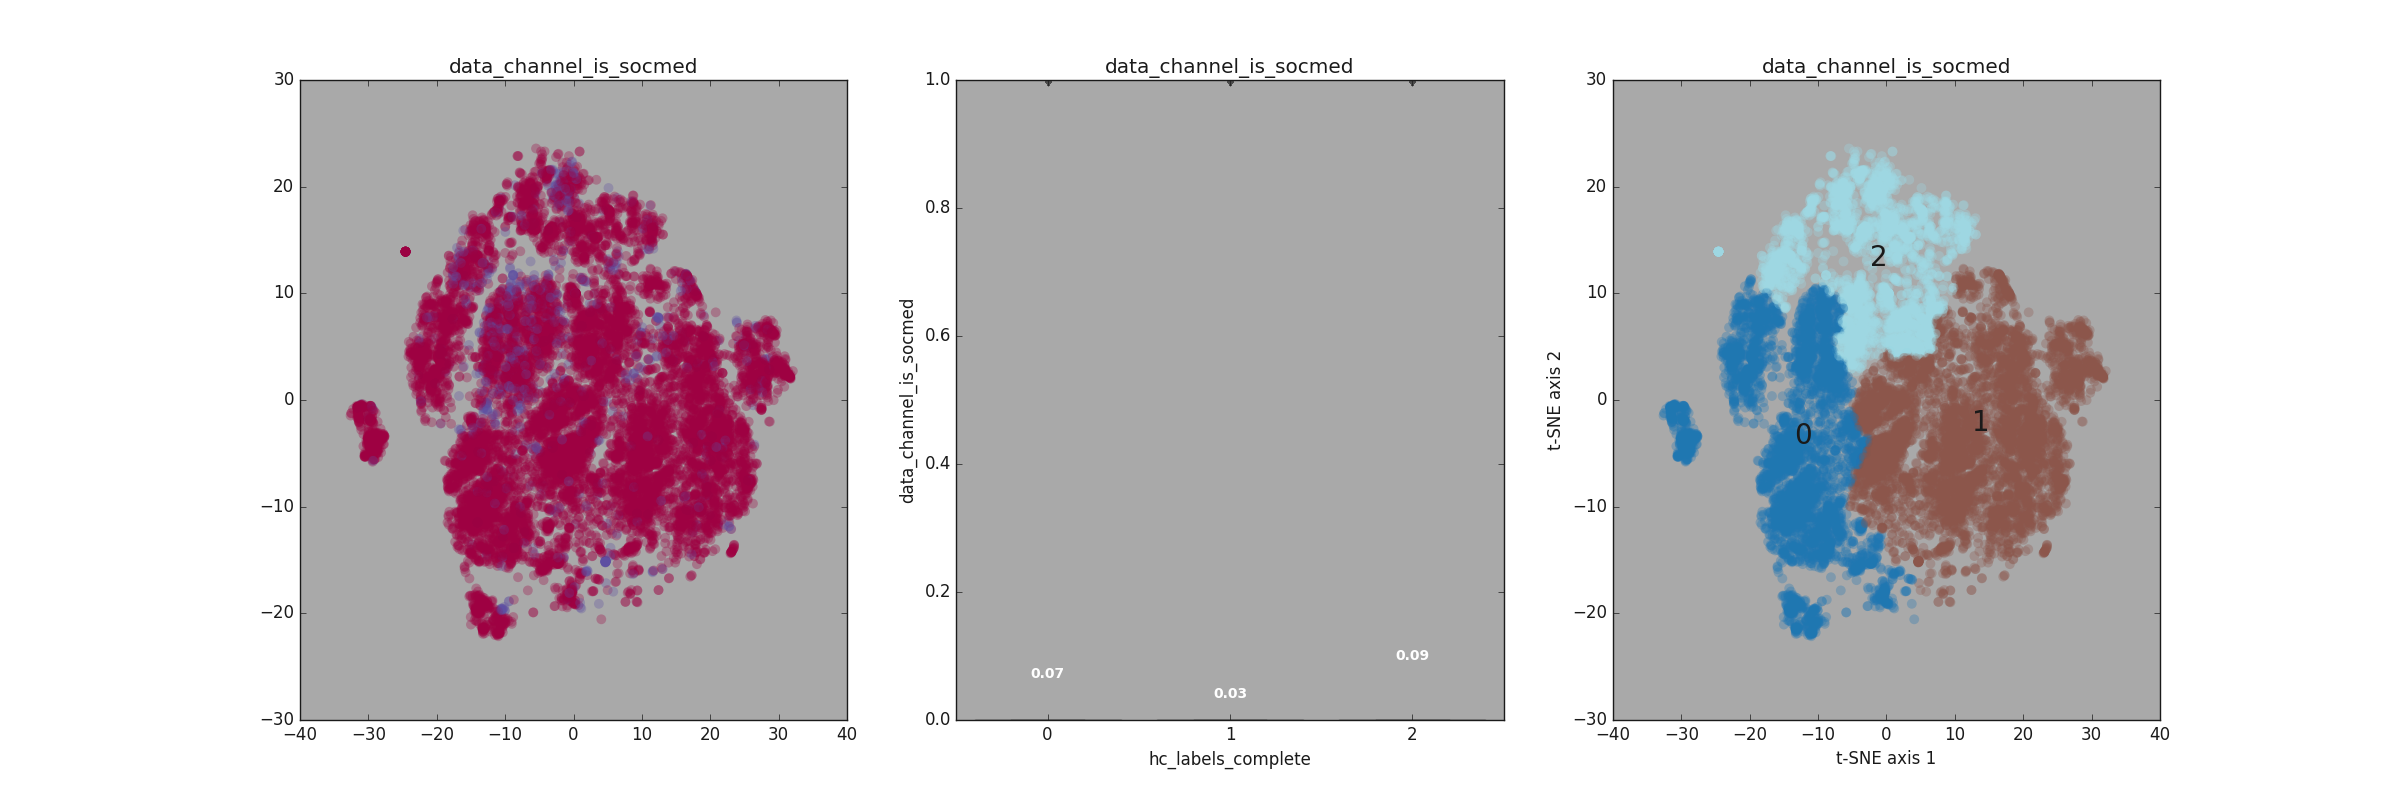 data_channel_is_socmed
30
20
10
0
−10
−20
−30
−40 −30 −20 −10 0 10 20 30 40
data_channel_is_socmed
data_channel_is_socmed
1.0
0.8
0.6
0.4
0.2
0.0
0.07
0.03
0.09
0 1 2
hc_labels_complete
data_channel_is_socmed
t-SNE axis 2
30
20
10
0
−10
−20
−30
2
0
1
−40 −30 −20 −10 0 10 20 30 40
t-SNE axis 1